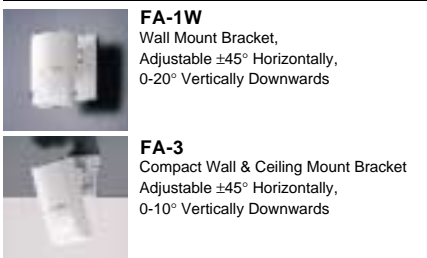 FA-1W
Wall Mount Bracket,
Adjustable ±45° Horizontally,
0-20° Vertically Downwards
FA-3
Compact Wall & Ceiling Mount Bracket
Adjustable ±45° Horizontally,
0-10° Vertically Downwards